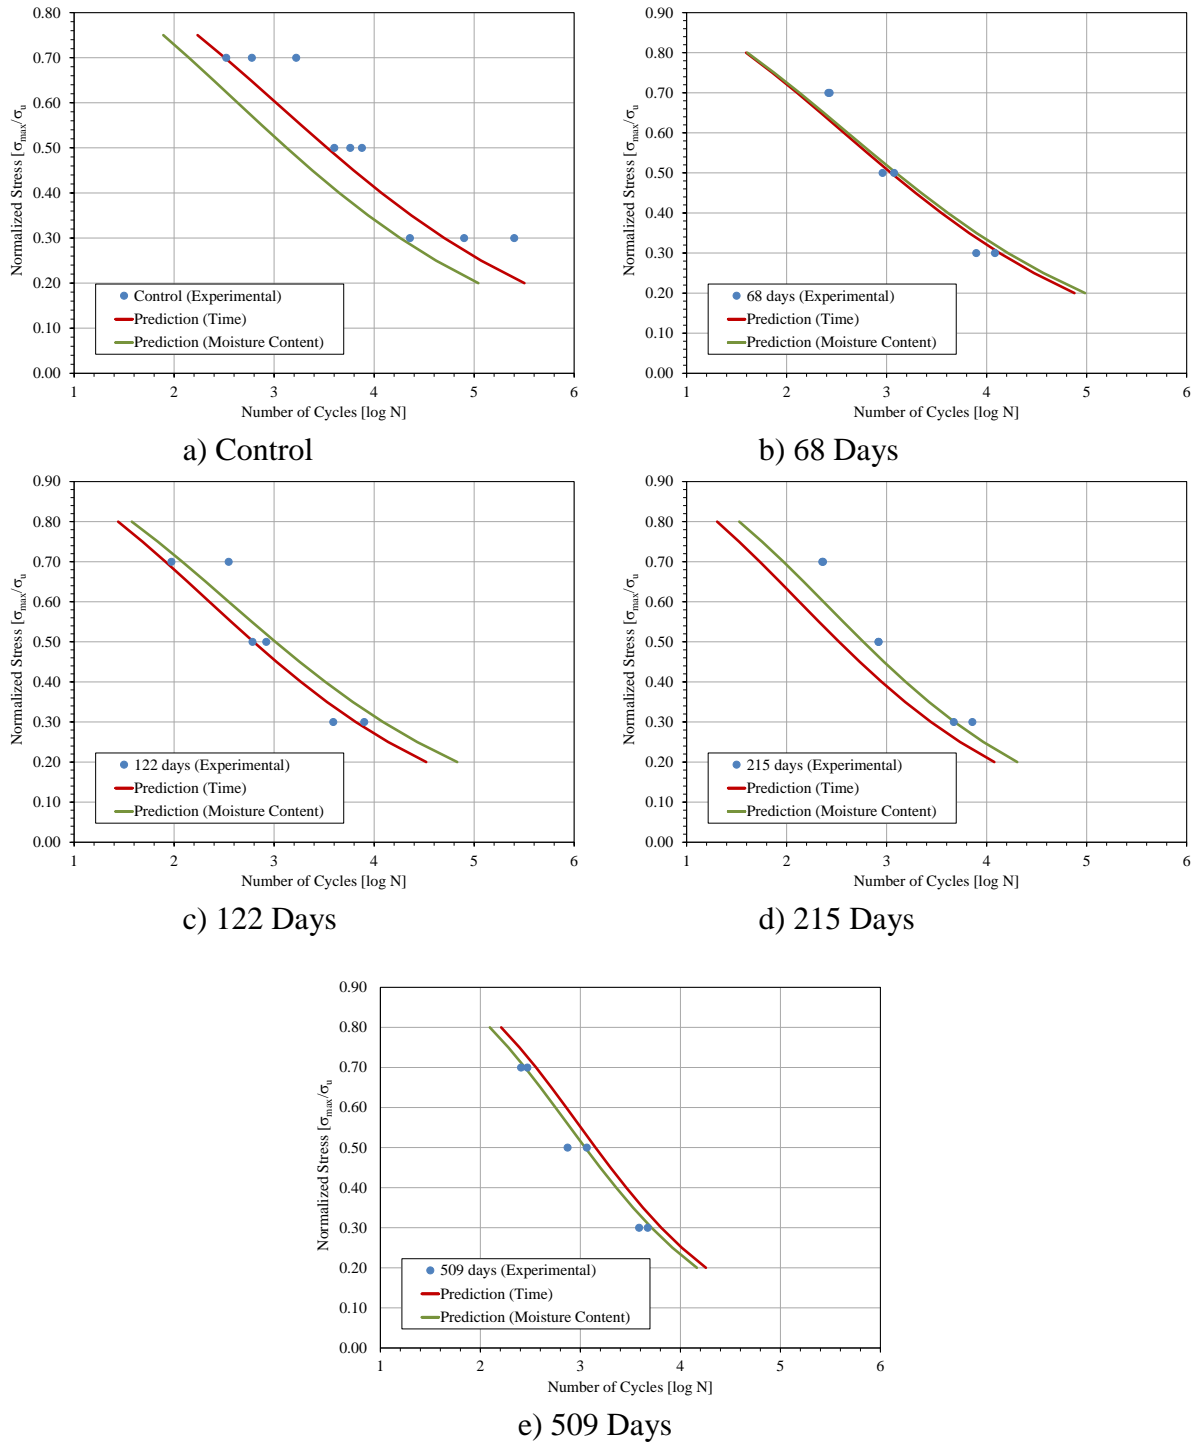 0.80
0.70
0.60
0.50
0.40
0.30
0.20
0.10
0.00
Normalized Stress [σmax/σu
Control (Experimental)
Prediction (Time)
Prediction (Moisture Content)
1 2 3 4 5 6
Number of Cycles [log N]
a) Control
0.90
0.80
0.70
0.60
0.50
0.40
0.30
0.20
0.10
0.00
Normalized Stress [σmax/σu
68 days (Experimental)
Prediction (Time)
Prediction (Moisture Content)
1 2 3 4 5 6
Number of Cycles [log N]
b) 68 Days
0.90
0.80
0.70
0.60
0.50
0.40
0.30
0.20
0.10
0.00
Normalized Stress [σmax/σu
122 days (Experimental)
Prediction (Time)
Prediction (Moisture Content)
1 2 3 4 5 6
Number of Cycles [log N]
c) 122 Days
0.90
0.80
0.70
0.60
0.50
0.40
0.30
0.20
0.10
0.00
Normalized Stress [σmax/σu
215 days (Experimental)
Prediction (Time)
Prediction (Moisture Content)
1 2 3 4 5 6
Number of Cycles [log N]
d) 215 Days
0.90
0.80
0.70
0.60
0.50
0.40
0.30
0.20
0.10
0.00
Normalized Stress [σmax/σu
509 days (Experimental)
Prediction (Time)
Prediction (Moisture Content)
1 2 3 4 5 6
Number of Cycles [log N]
e) 509 Days